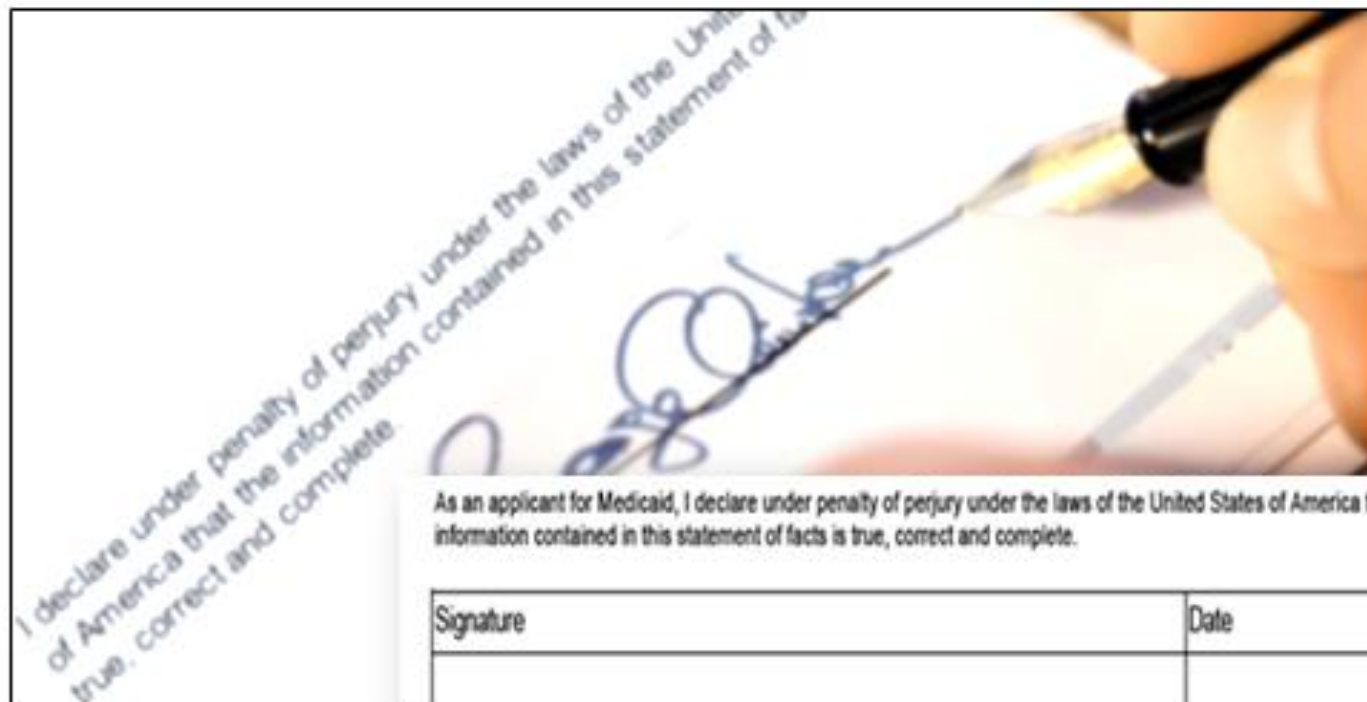 I declare under penalty of perjury under the laws of the Unite
of America that the information contained in this statement of fa
true, correct and complete.
As an applicant for Medicaid, I declare under penalty of perjury under the laws of the United States of America
information contained in this statement of facts is true, correct and complete.
Signature
Date